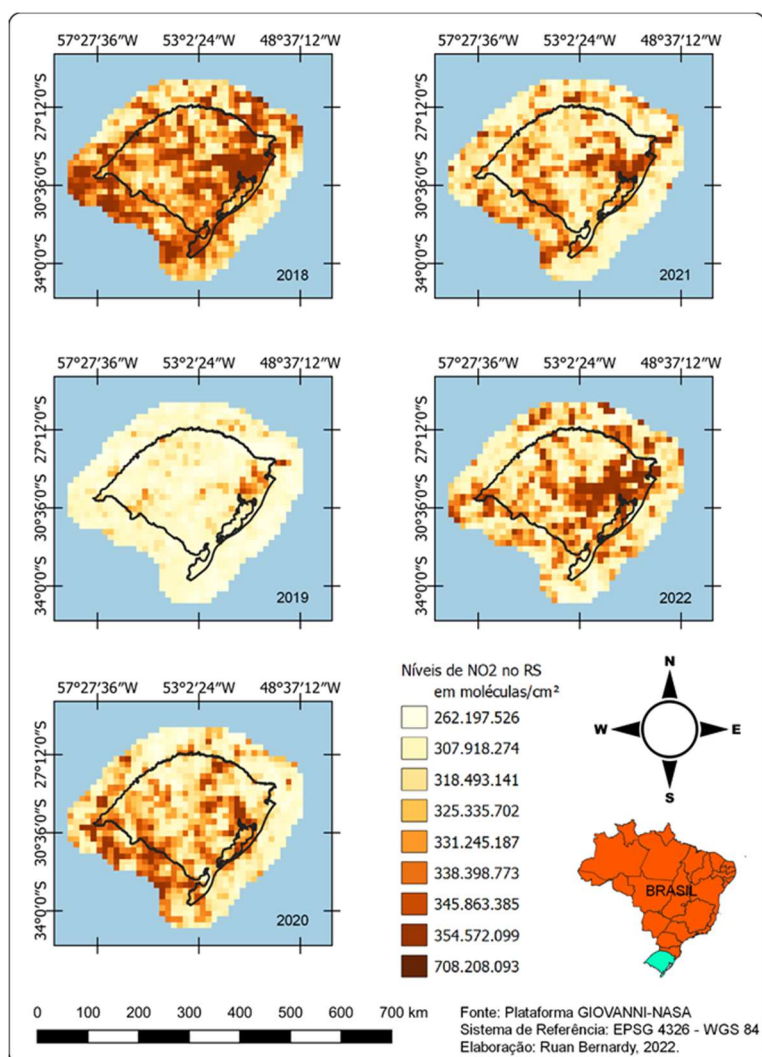 57°27′36″W 53°2′24″W 48°37′12″W
27°12′0″S
30°36′0″S
34°0′0″S
2018
57°27′36″W 53°2′24″W 48°37′12″W
27°12′0″S
30°36′0″S
34°0′0″S
2021
57°27′36″W 53°2′24″W 48°37′12″W
27°12′0″S
30°36′0″S
34°0′0″S
2019
57°27′36″W 53°2′24″W 48°37′12″W
27°12′0″S
30°36′0″S
34°0′0″S
2022
57°27′36″W 53°2′24″W 48°37′12″W
27°12′0″S
30°36′0″S
34°0′0″S
2020
Níveis de NO2 no RS
em moléculas/cm²
262.197.526
307.918.274
318.493.141
325.335.702
331.245.187
338.398.773
345.863.385
354.572.099
708.208.093
N
W E
S
BRASIL
0 100 200 300 400 500 600 700 km
Fonte: Plataforma GIOVANNI-NASA
Sistema de Referência: EPSG 4326 - WGS 84
Elaboração: Ruan Bernardy, 2022.